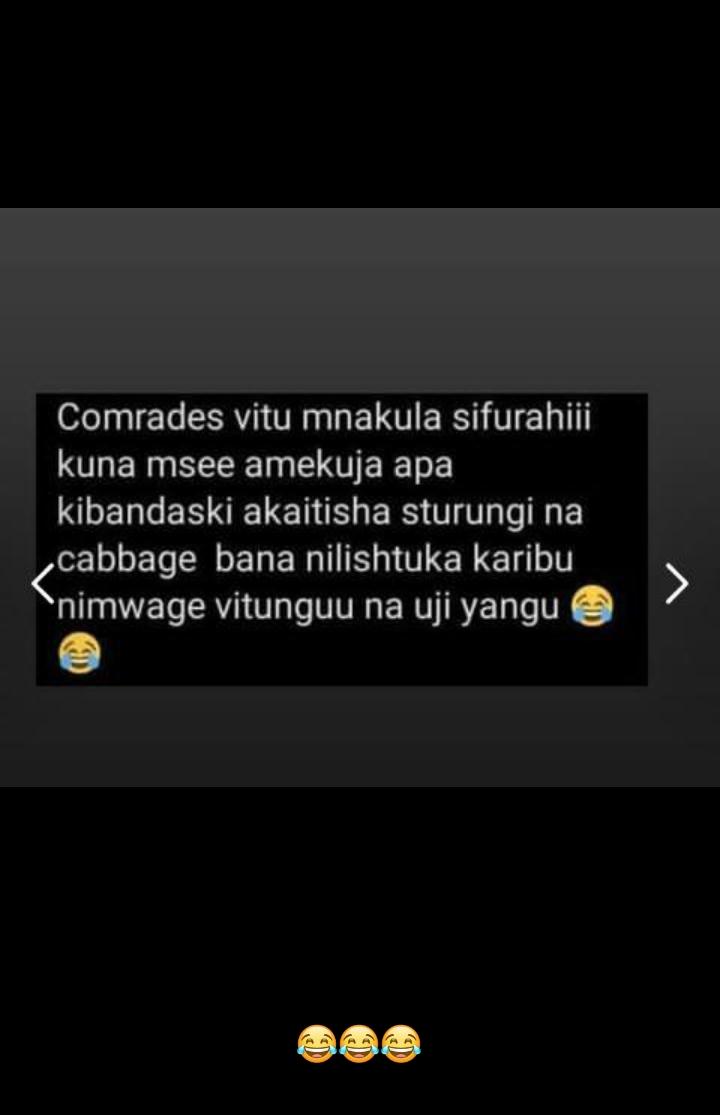 Comrades vitu mnakula sifurahiii
kuna msee amekuja apa
kibandaski akaitisha sturungi na
cabbage  bana nilishtuka karibu
nimwage vitunguu na uji yangu 😂
😂
😂😂😂